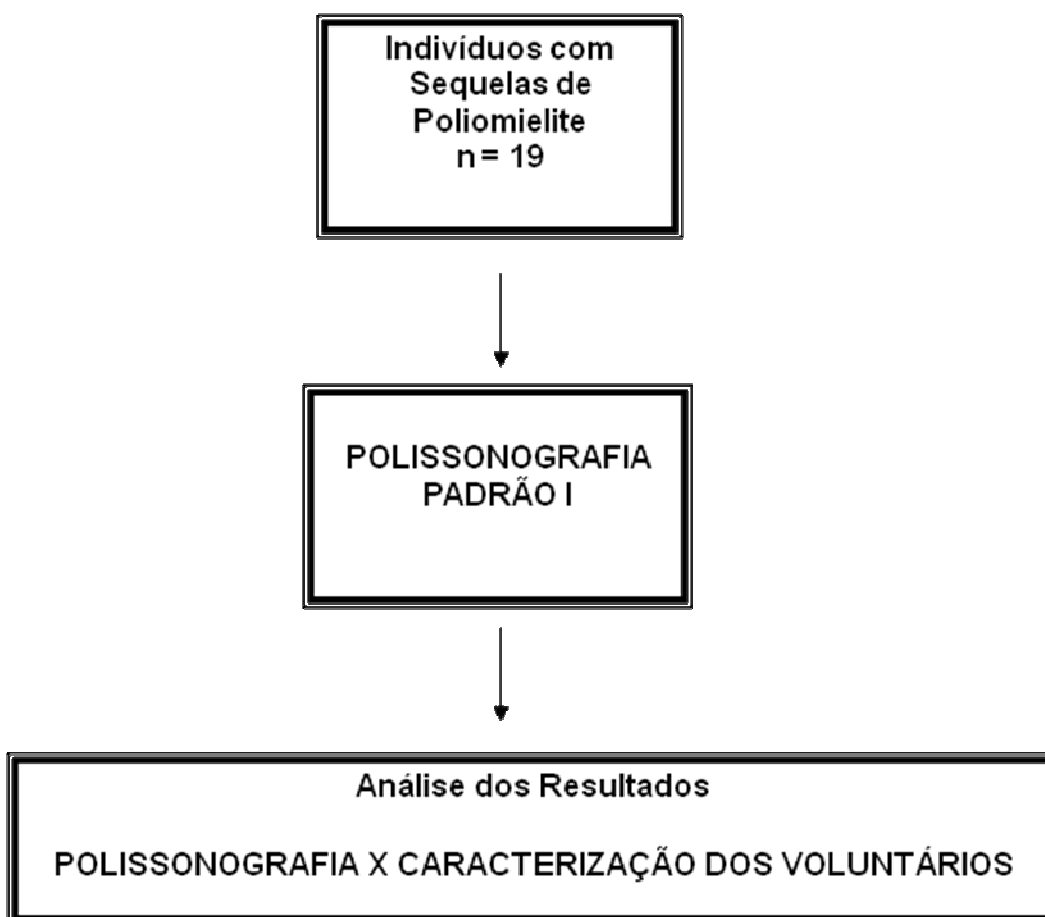 Indivíduos com
Sequelas de
Poliomielite
n = 19
POLISSONOGRAFIA
PADRÃO I
Análise dos Resultados
POLISSONOGRAFIA X CARACTERIZAÇÃO DOS VOLUNTÁRIOS